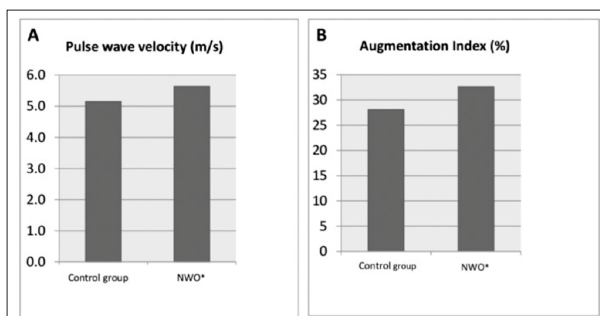 A
Pulse wave velocity (m/s)
6.0
5.0
4.0
3.0
2.0
1.0
0.0
Control group NWO*
B
Augmentation Index (%)
35
30
25
20
15
10
5
0
Control group NWO*